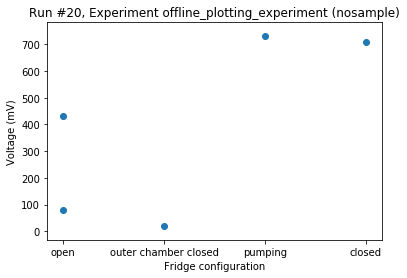 Run #20, Experiment offline_plotting_experiment (nosample)
700
600
500
400
300
200
100
0
Voltage (mV)
open outer chamber closed pumping closed
Fridge configuration